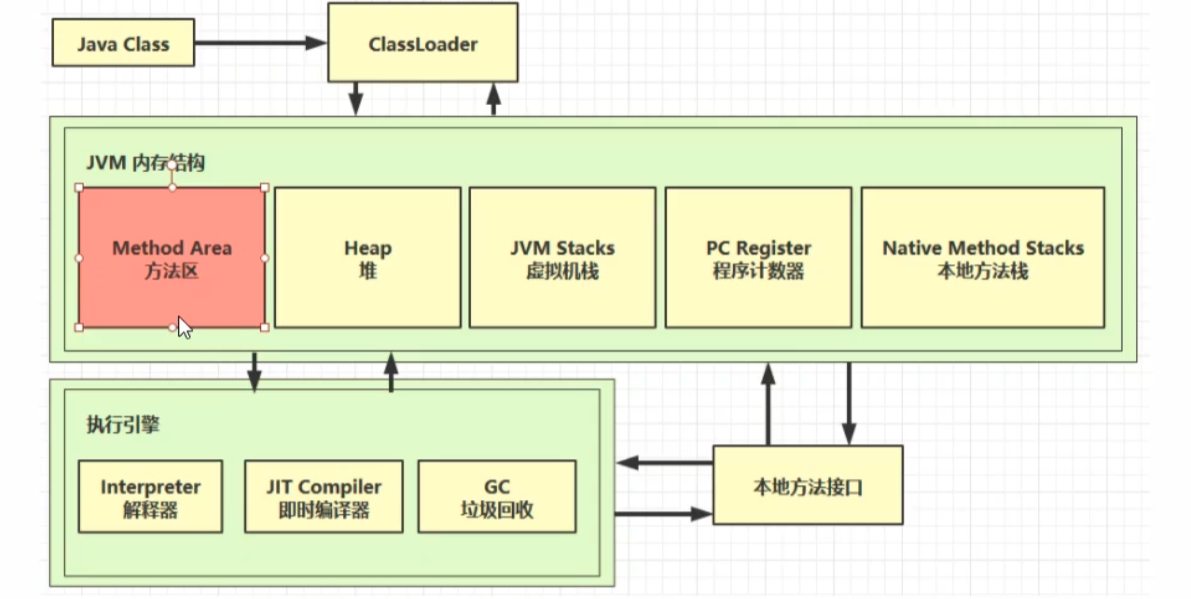 Java Class
ClassLoader
JVM 内存结构
Method Area
方法区
Heap
堆
JVM Stacks
虚拟机栈
PC Register
程序计数器
Native Method Stacks
本地方法栈
执行引擎
Interpreter
解释器
JIT Compiler
即时编译器
GC
垃圾回收
本地方法接口